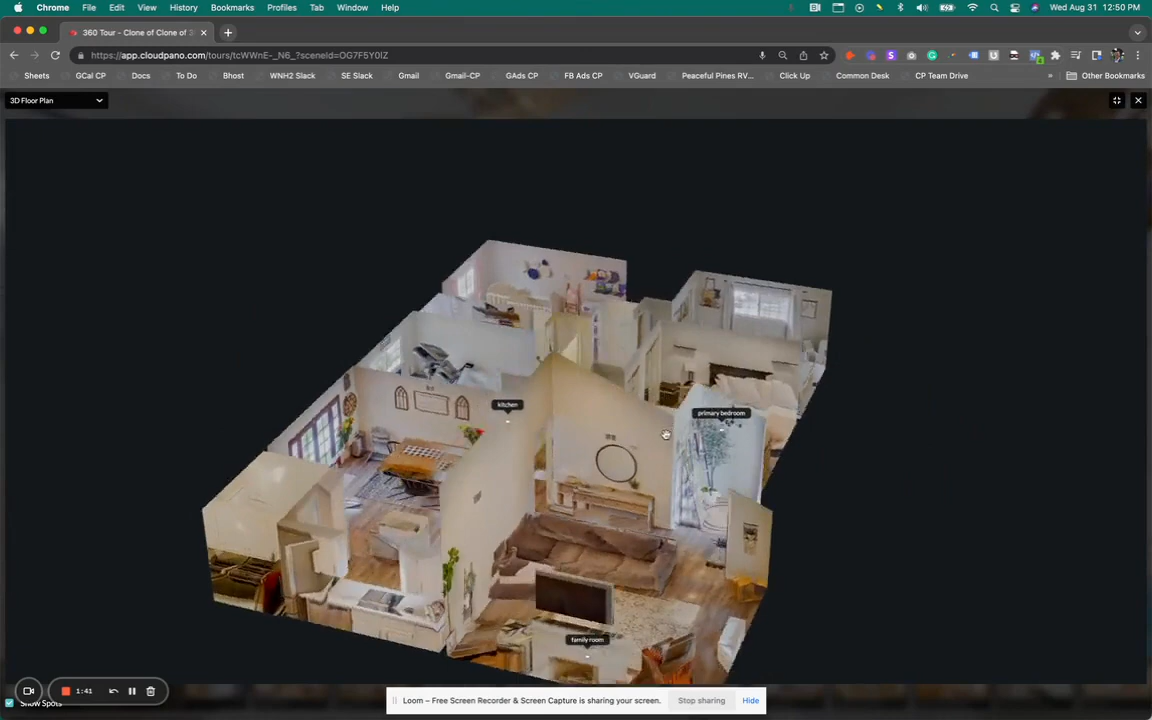 Chrome File Edit View History Bookmarks Profiles Tab Window Help Wed Aug 31 12:50 PM
360 Tour - Clone of Clone of 3
https://app.cloudpano.com/tours/tcWWnE-_N6_?sceneId=OG7F5Y0lZ
Sheets GCal CP Docs To Do Bhost WNH2 Slack SE Slack Gmail Gmail-CP GAds CP FB Ads CP VGuard Peaceful Pines RV... Click Up Common Desk CP Team Drive » Other Bookmarks
3D Floor Plan
kitchen
primary bedroom
family room
1:41
Show Spots
Loom – Free Screen Recorder & Screen Capture is sharing your screen. Stop sharing Hide